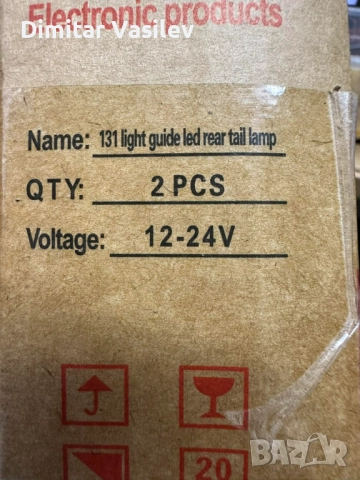 Electronic products
Dimitar Vasilev
Name: 131 light guide led rear tail lamp
QTY: 2 PCS
Voltage: 12-24V
20
BAZAR